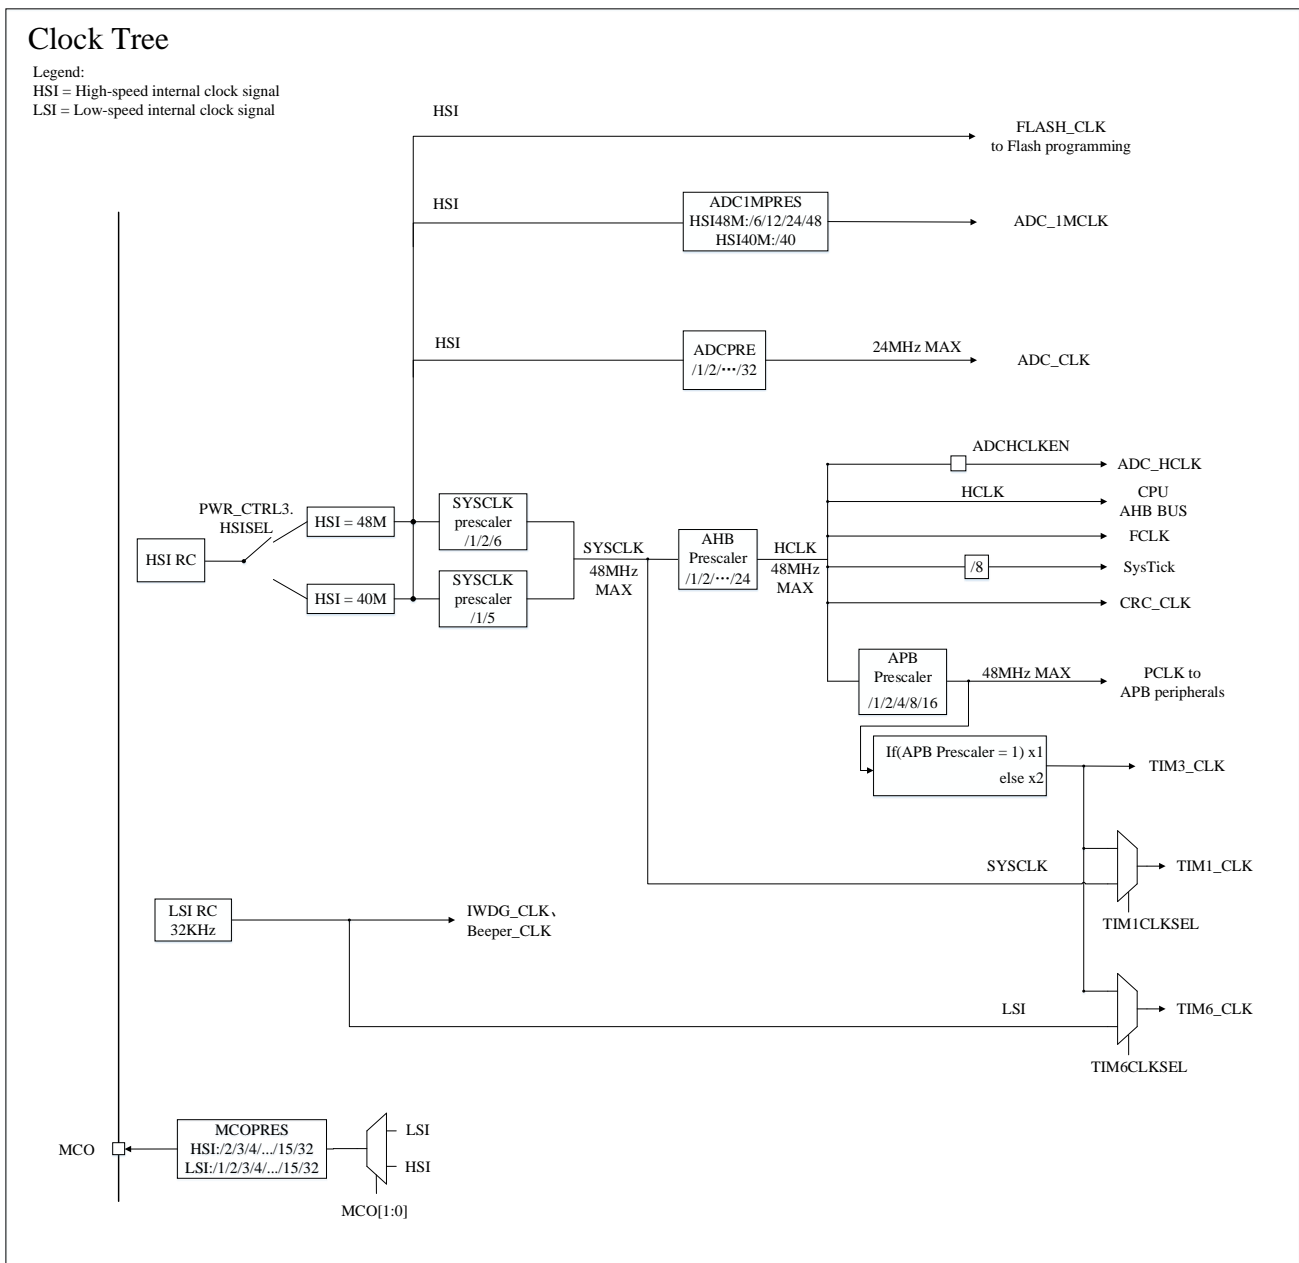 Clock Tree
Legend:
HSI = High-speed internal clock signal
LSI = Low-speed internal clock signal
HSI
FLASH_CLK
to Flash programming
HSI
ADC1MPRES
HSI48M:/6/12/24/48
HSI40M:/40
ADC_1MCLK
HSI
ADCPRE
/1/2/···/32
24MHz MAX
ADC_CLK
ADCHCLKEN
ADC_HCLK
HCLK
CPU
AHB BUS
FCLK
/8
SysTick
CRC_CLK
PWR_CTRL3.
HSISEL
HSI RC
HSI = 48M
HSI = 40M
SYSCLK
prescaler
/1/2/6
SYSCLK
prescaler
/1/5
SYSCLK
48MHz
MAX
AHB
Prescaler
/1/2/···/24
HCLK
48MHz
MAX
APB
Prescaler
/1/2/4/8/16
48MHz MAX
PCLK to
APB peripherals
If(APB Prescaler = 1) x1
else x2
TIM3_CLK
SYSCLK
TIM1_CLK
TIM1CLKSEL
LSI RC
32KHz
IWDG_CLK、
Beeper_CLK
LSI
TIM6_CLK
TIM6CLKSEL
MCO
MCOPRES
HSI:/2/3/4/.../15/32
LSI:/1/2/3/4/.../15/32
LSI
HSI
MCO[1:0]